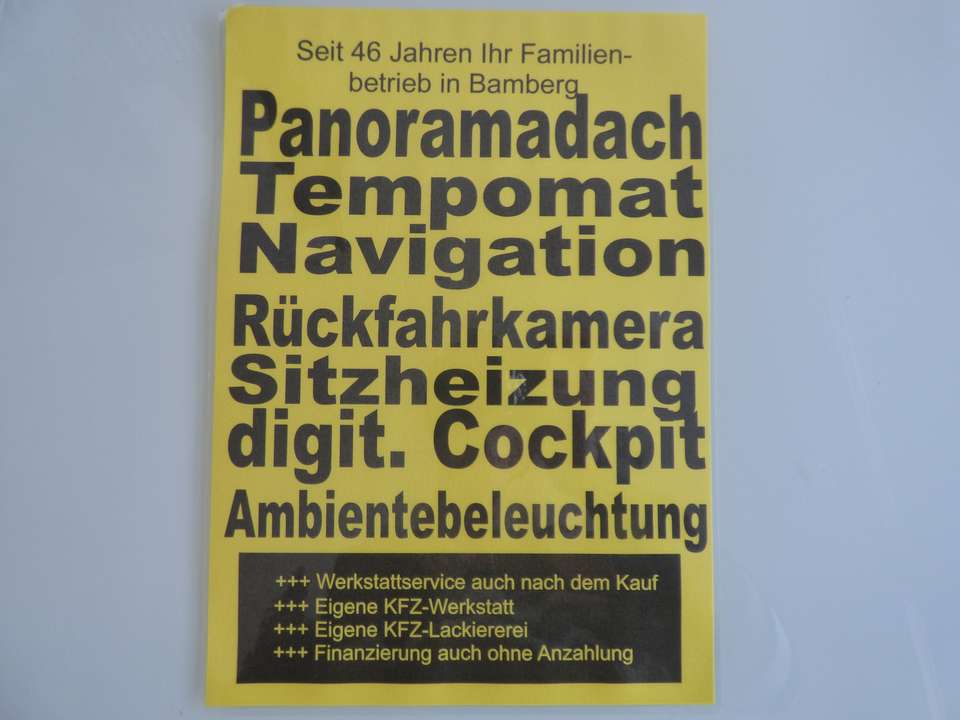 Seit 46 Jahren Ihr Familien-
betrieb in Bamberg
Panoramadach
Tempomat
Navigation
Rückfahrkamera
Sitzheizung
digit. Cockpit
Ambientebeleuchtung
+++ Werkstattservice auch nach dem Kauf
+++ Eigene KFZ-Werkstatt
+++ Eigene KFZ-Lackiererei
+++ Finanzierung auch ohne Anzahlung